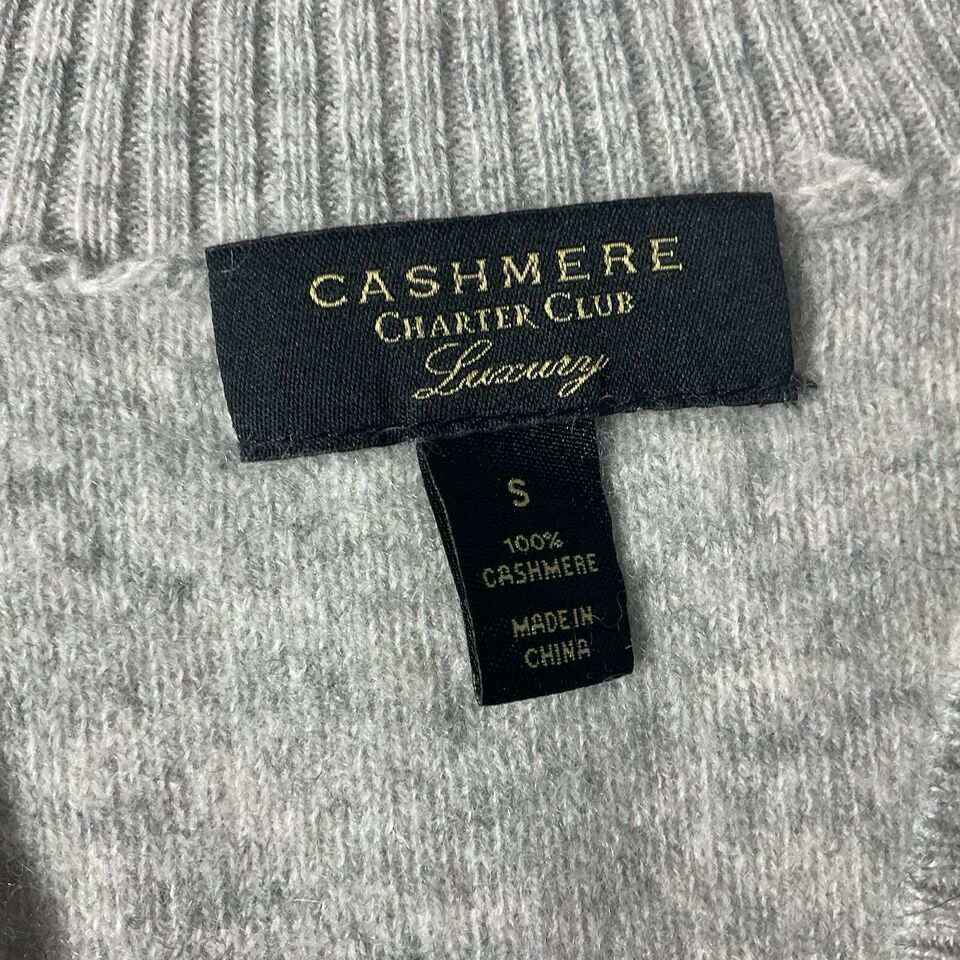 CASHMERE
CHARTER CLUB
Luxury
S
100%
CASHMERE
MADE IN
CHINA